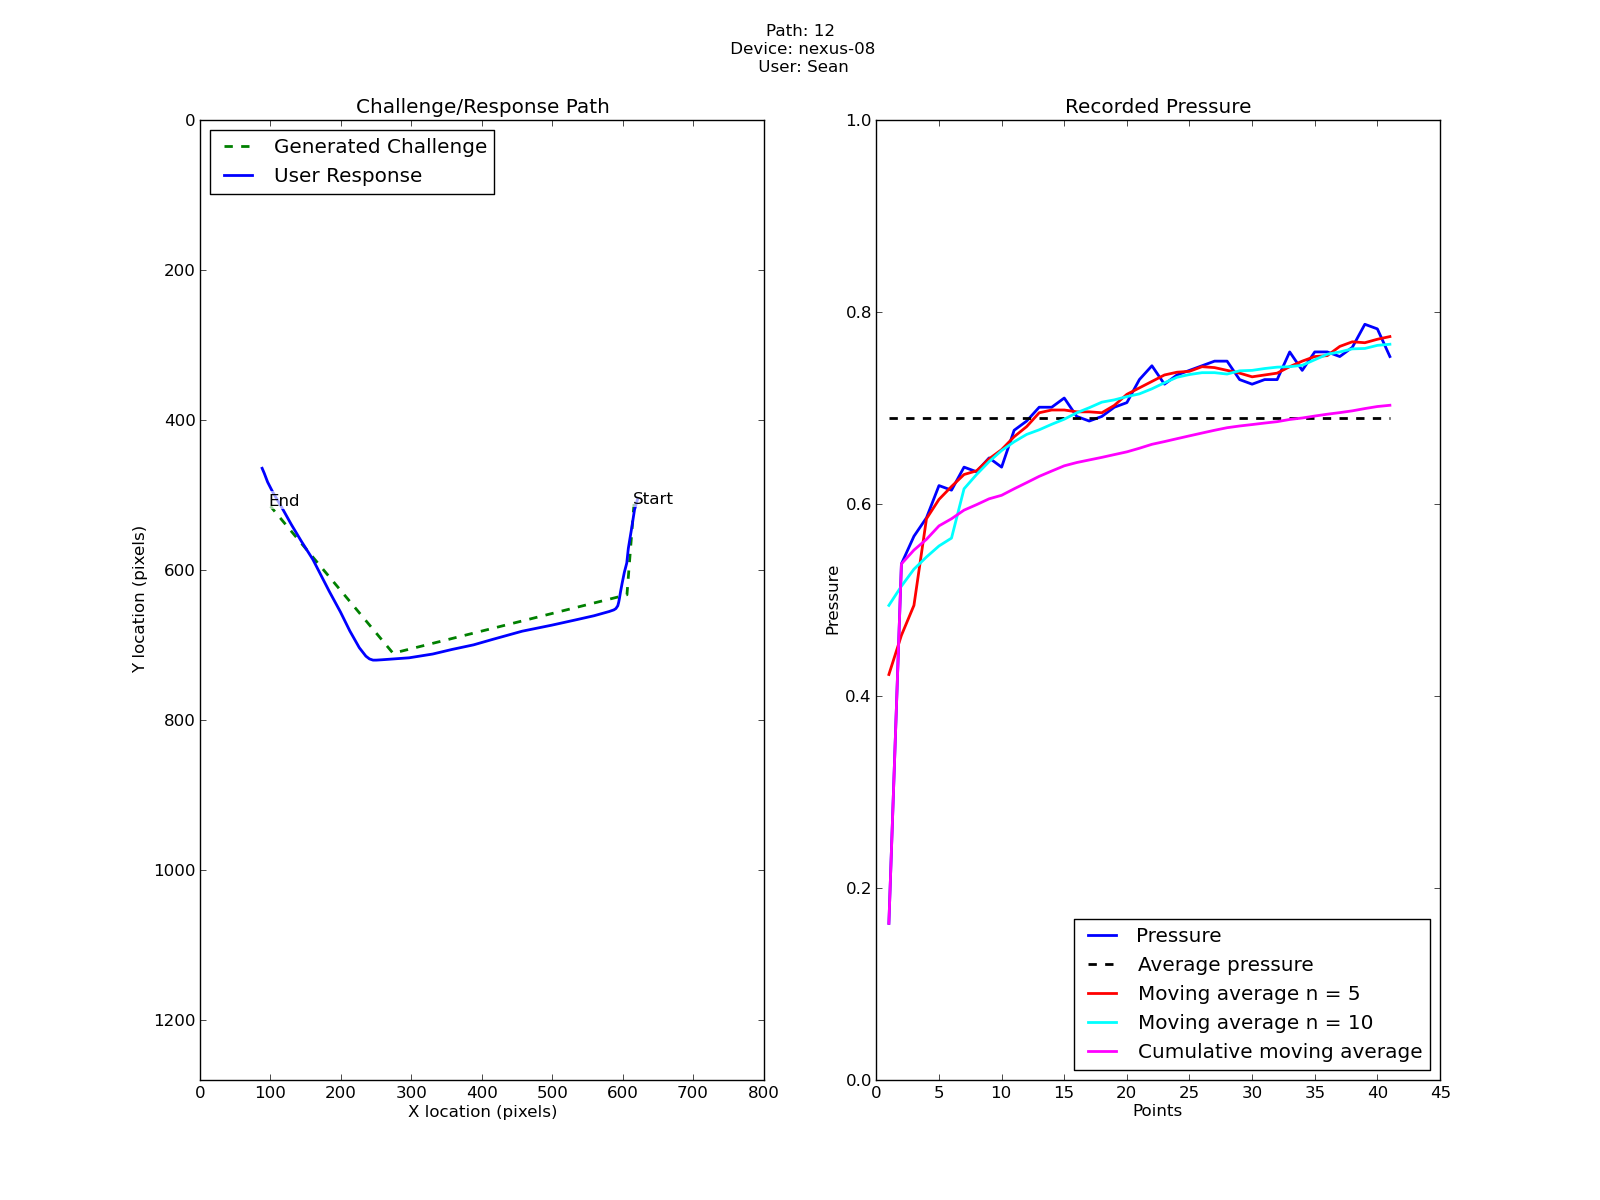 Path: 12
Device: nexus-08
User: Sean
Challenge/Response Path
Generated Challenge
User Response
0
200
400
600
800
1000
1200
Y location (pixels)
End
Start
0 100 200 300 400 500 600 700 800
X location (pixels)
Recorded Pressure
1.0
0.8
0.6
0.4
0.2
0.0
Pressure
Pressure
Average pressure
Moving average n = 5
Moving average n = 10
Cumulative moving average
0 5 10 15 20 25 30 35 40 45
Points